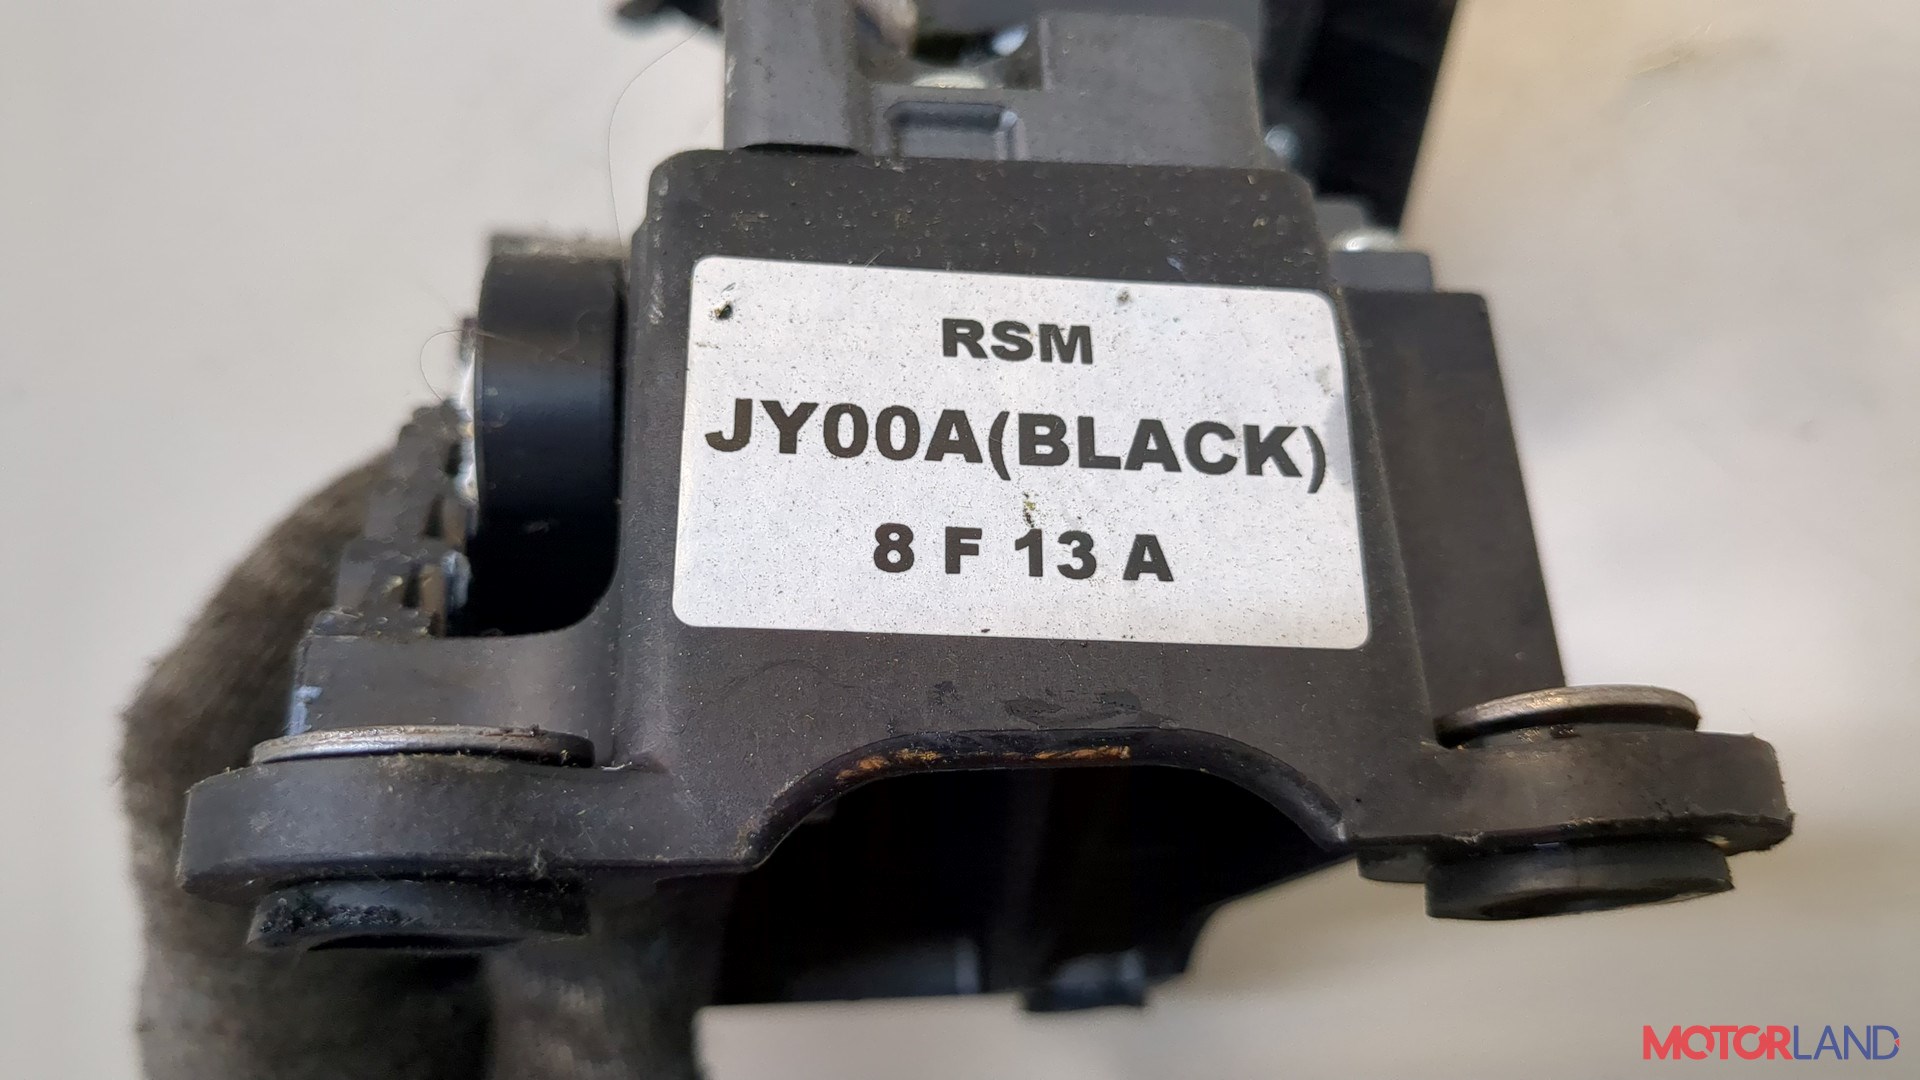 RSM
JY00A(BLACK)
8 F 13 A
MOTORLAND